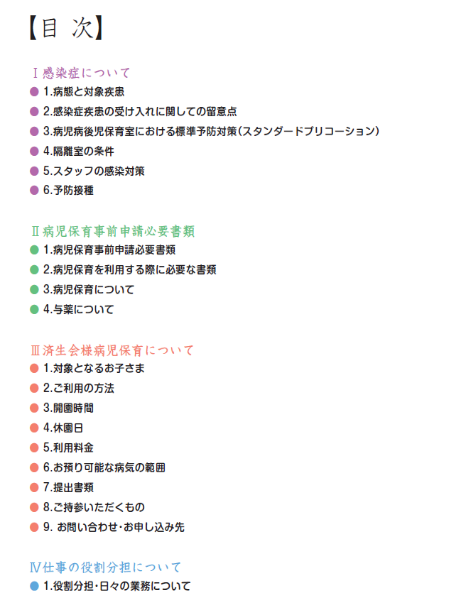 【目 次】
Ⅰ感染症について
● 1.病態と対象疾患
● 2.感染症疾患の受け入れに関しての留意点
● 3.病児病後児保育室における標準予防対策(スタンダードプリコーション)
● 4.隔離室の条件
● 5.スタッフの感染対策
● 6.予防接種
Ⅱ病児保育事前申請必要書類
● 1.病児保育事前申請必要書類
● 2.病児保育を利用する際に必要な書類
● 3.病児保育について
● 4.与薬について
Ⅲ済生会様病児保育について
● 1.対象となるお子さま
● 2.ご利用の方法
● 3.開園時間
● 4.休園日
● 5.利用料金
● 6.お預り可能な病気の範囲
● 7.提出書類
● 8.ご持参いただくもの
● 9. お問い合わせ・お申し込み先
Ⅳ仕事の役割分担について
● 1.役割分担・日々の業務について